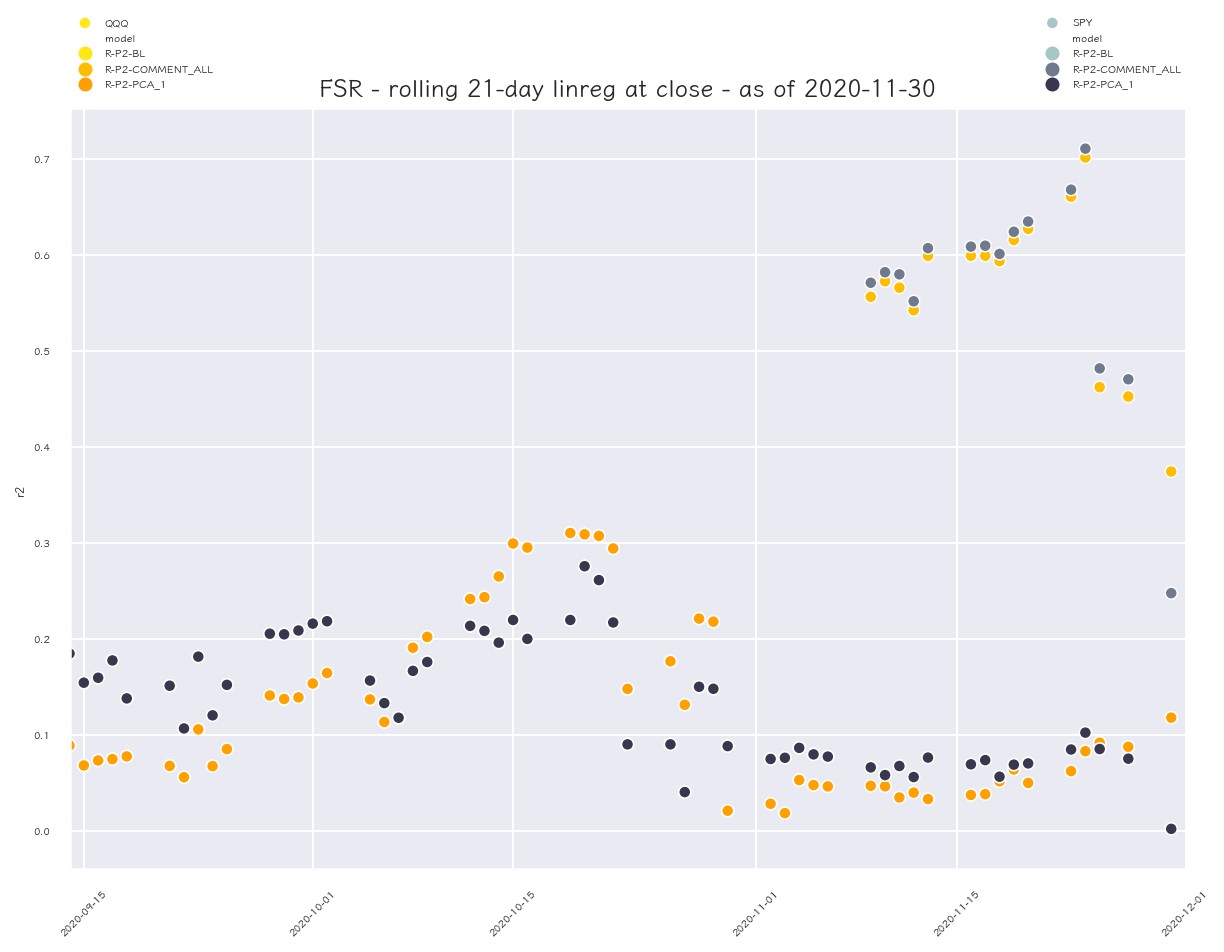 QQQ
model
R-P2-BL
R-P2-COMMENT_ALL
R-P2-PCA_1
SPY
model
R-P2-BL
R-P2-COMMENT_ALL
R-P2-PCA_1
FSR - rolling 21-day linreg at close - as of 2020-11-30
0.7
0.6
0.5
0.4
0.3
0.2
0.1
0.0
r2
2020-09-15
2020-10-01
2020-10-15
2020-11-01
2020-11-15
2020-12-01